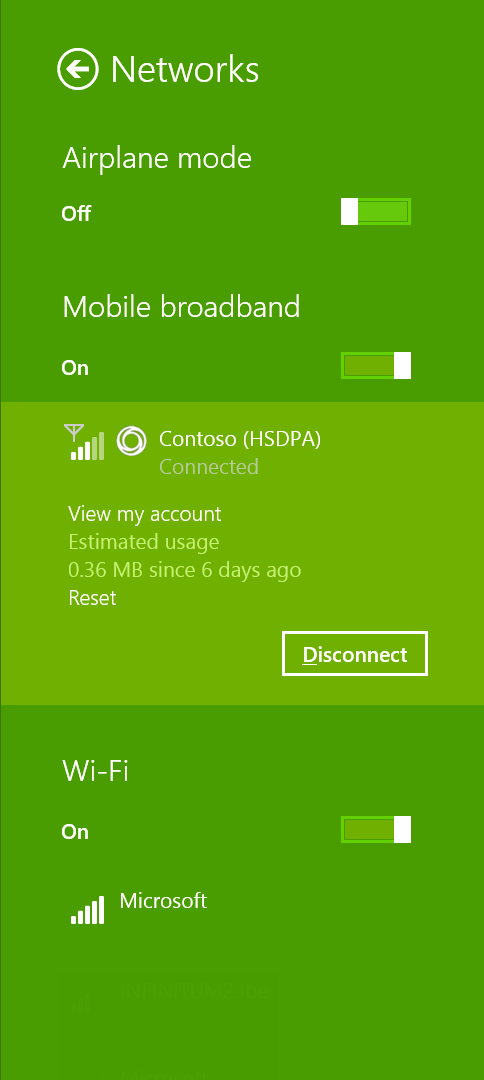 Networks
Airplane mode
Off
Mobile broadband
On
Contoso (HSDPA)
Connected
View my account
Estimated usage
0.36 MB since 6 days ago
Reset
Disconnect
Wi-Fi
On
Microsoft